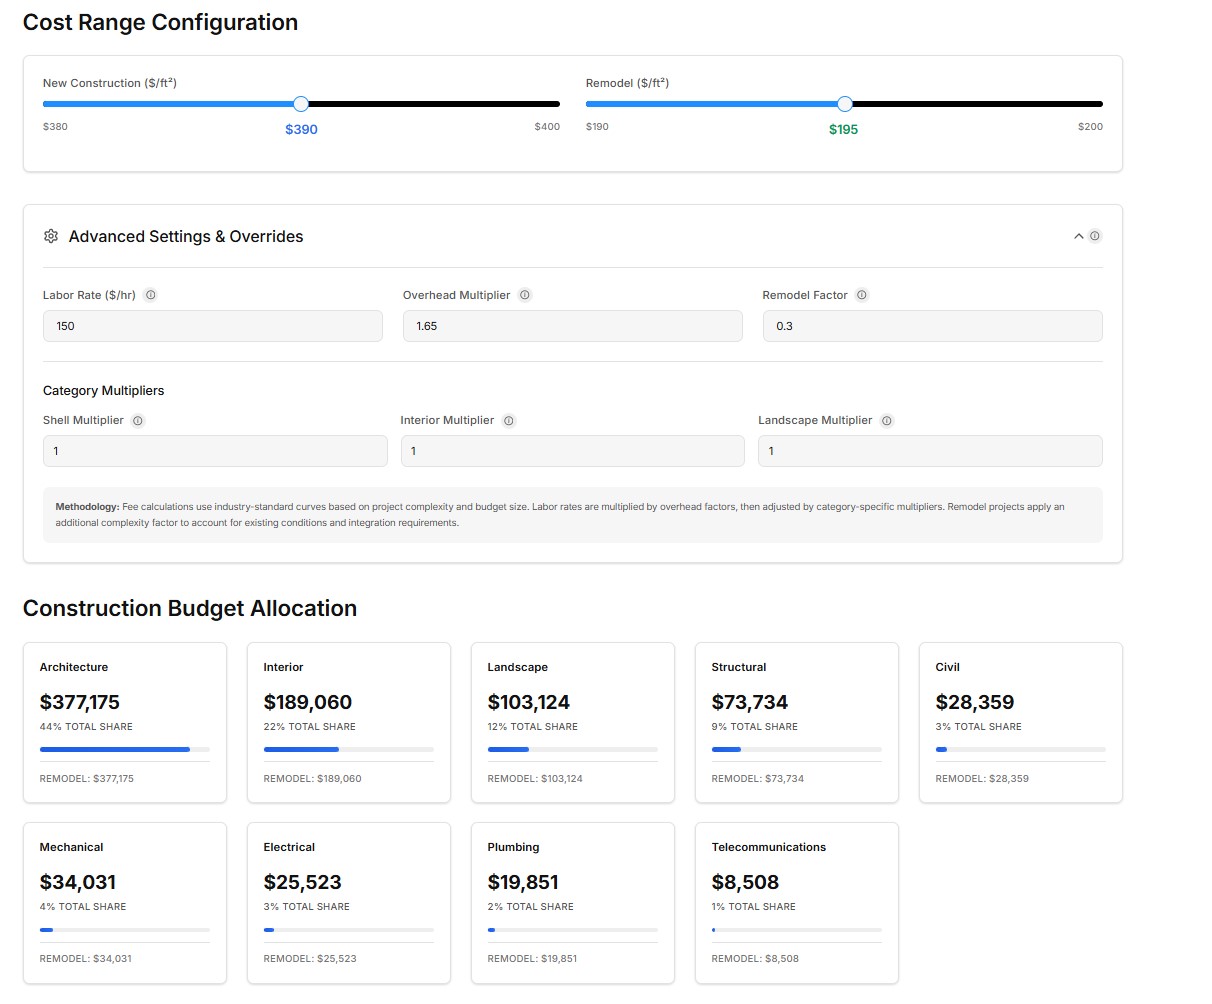 Cost Range Configuration
New Construction ($/ft²)
$380
$390
$400
Remodel ($/ft²)
$190
$195
$200
Advanced Settings & Overrides
Labor Rate ($/hr)
150
Overhead Multiplier
1.65
Remodel Factor
0.3
Category Multipliers
Shell Multiplier
1
Interior Multiplier
1
Landscape Multiplier
1
Methodology: Fee calculations use industry-standard curves based on project complexity and budget size. Labor rates are multiplied by overhead factors, then adjusted by category-specific multipliers. Remodel projects apply an
additional complexity factor to account for existing conditions and integration requirements.
Construction Budget Allocation
Architecture
$377,175
44% TOTAL SHARE
REMODEL: $377,175
Interior
$189,060
22% TOTAL SHARE
REMODEL: $189,060
Landscape
$103,124
12% TOTAL SHARE
REMODEL: $103,124
Structural
$73,734
9% TOTAL SHARE
REMODEL: $73,734
Civil
$28,359
3% TOTAL SHARE
REMODEL: $28,359
Mechanical
$34,031
4% TOTAL SHARE
REMODEL: $34,031
Electrical
$25,523
3% TOTAL SHARE
REMODEL: $25,523
Plumbing
$19,851
2% TOTAL SHARE
REMODEL: $19,851
Telecommunications
$8,508
1% TOTAL SHARE
REMODEL: $8,508